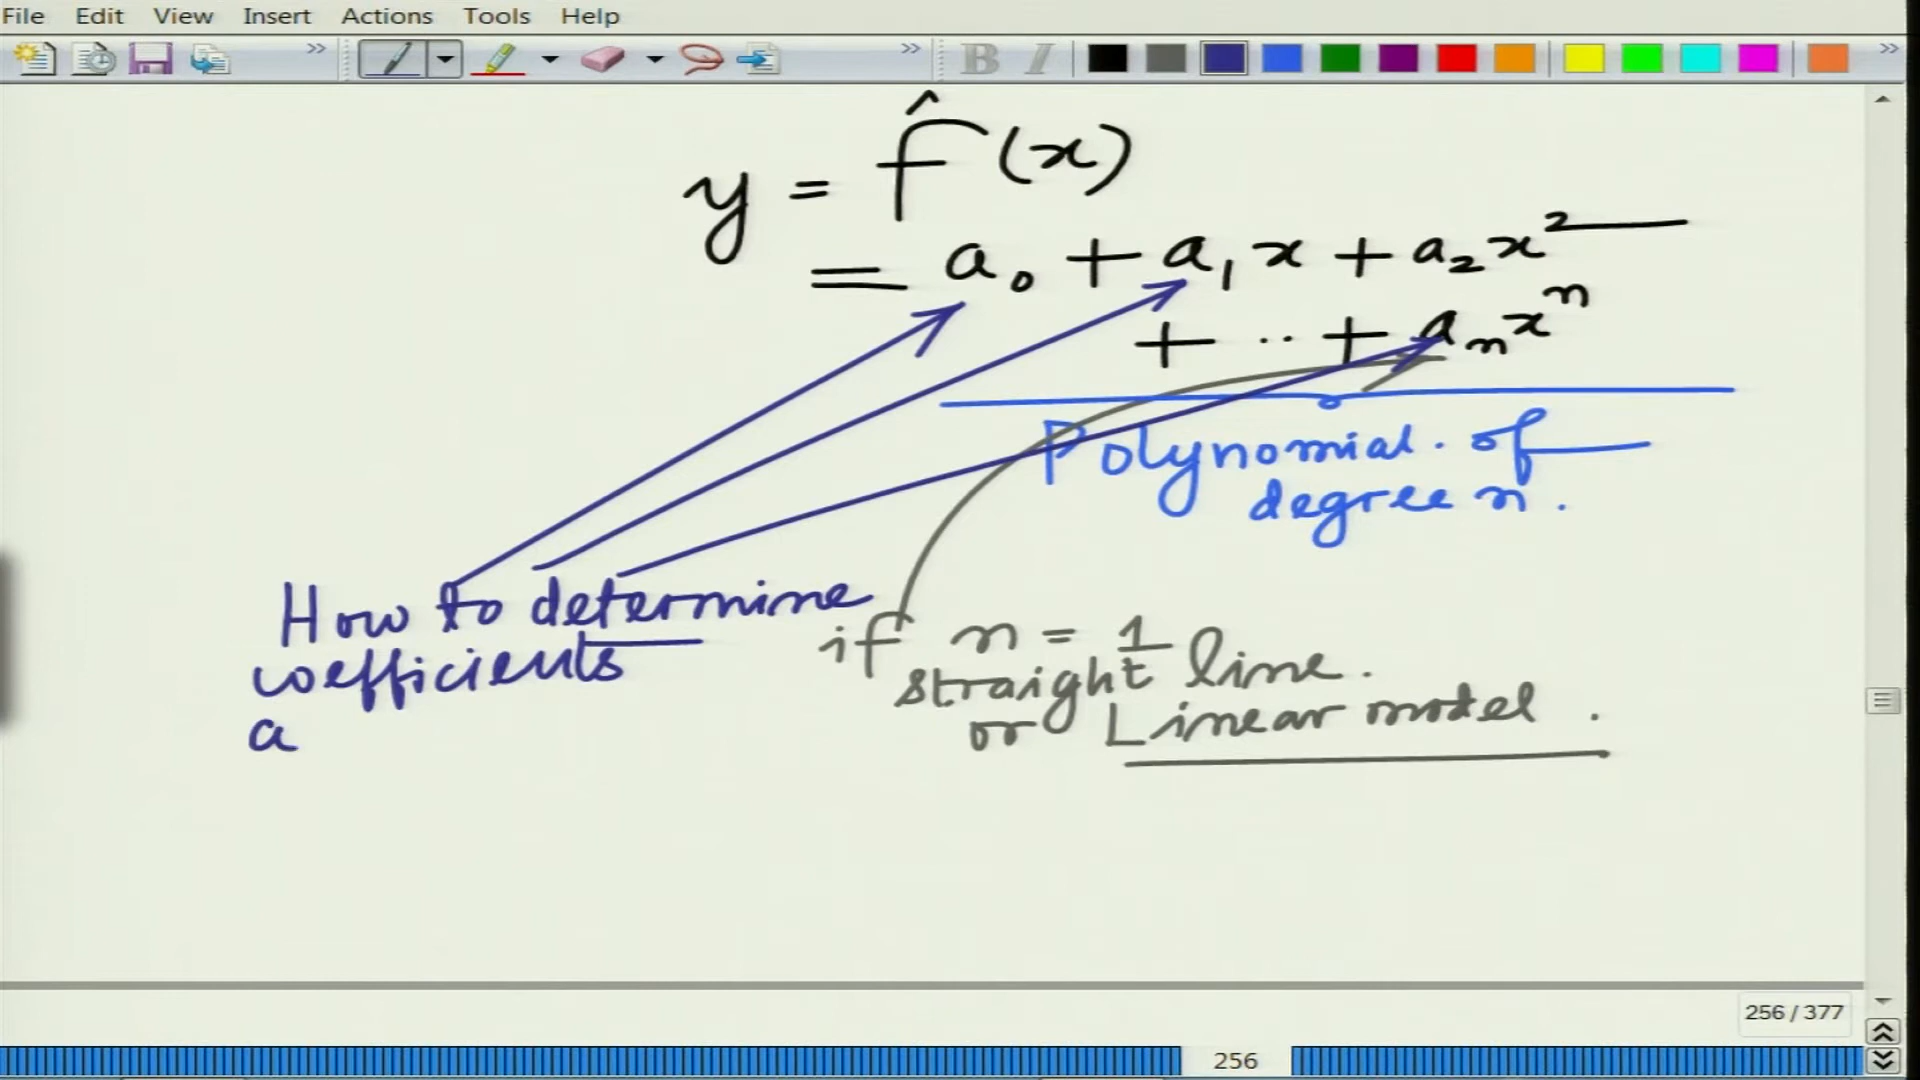 File Edit View Insert Actions Tools Help
B I
y = f̂(x)
= a₀ + a₁x + a₂x²
+ ·· + aₙxⁿ
Polynomial. of
degree n.
How to determine
coefficients
a
if n = 1
straight line.
or Linear model.
256 / 377
256